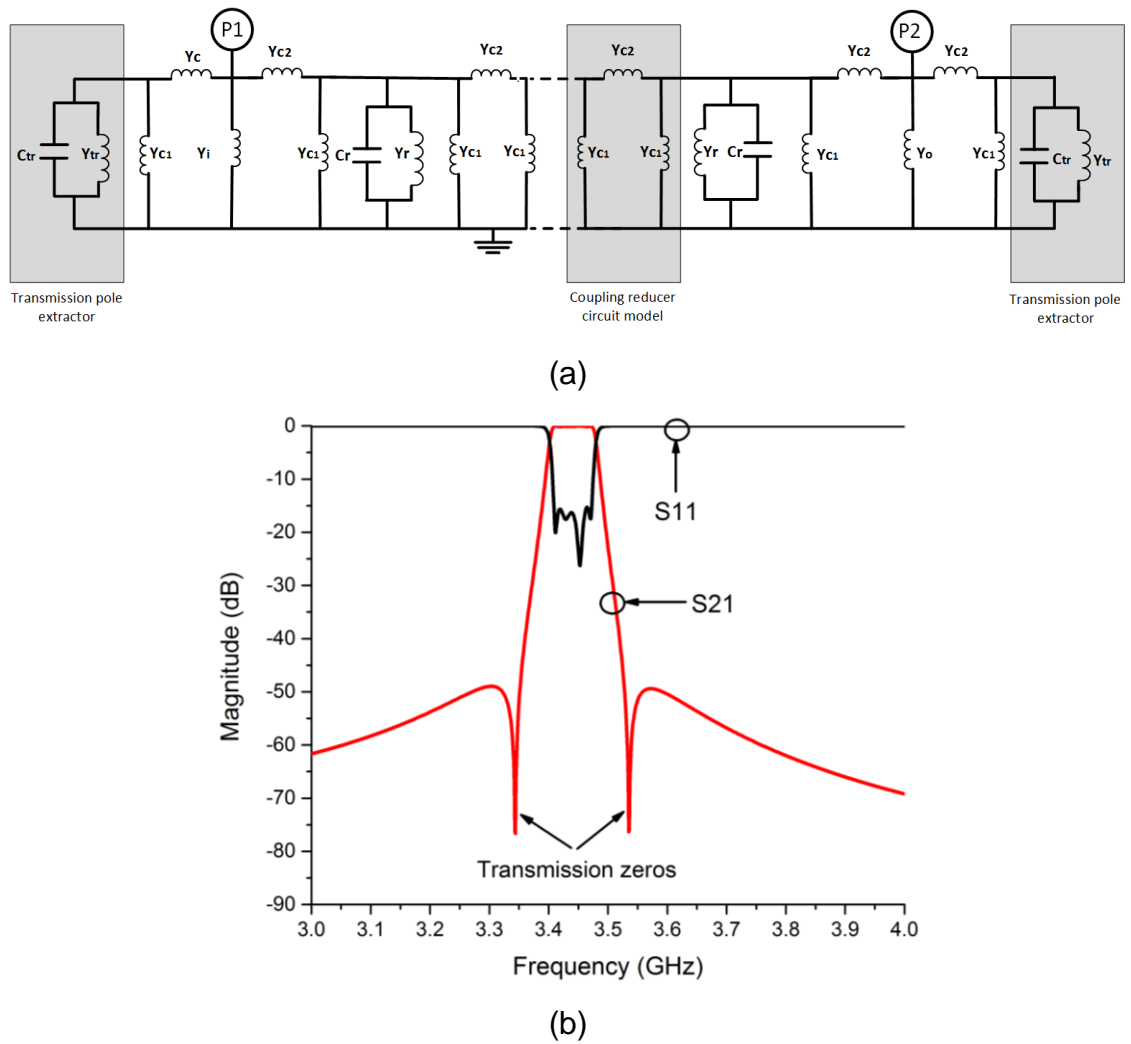 P1
P2
Yc
Yc2
Yc2
Yc2
Yc2
Yc2
Ctr
Ytr
Yc1
Yi
Yc1
Cr
Yr
Yc1
Yc1
Yc1
Yc1
Yr
Cr
Yc1
Yo
Yc1
Ctr
Ytr
Transmission pole
extractor
Coupling reducer
circuit model
Transmission pole
extractor
(a)
0
-10
-20
-30
-40
-50
-60
-70
-80
-90
Magnitude (dB)
S11
S21
Transmission zeros
3.0 3.1 3.2 3.3 3.4 3.5 3.6 3.7 3.8 3.9 4.0
Frequency (GHz)
(b)